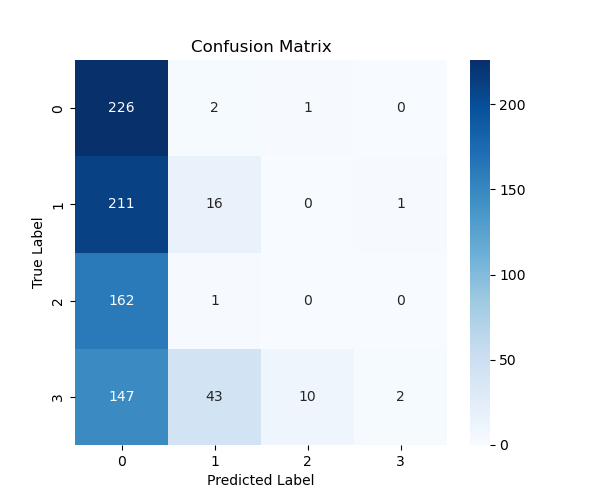 Confusion Matrix
0 226 2 1 0
1 211 16 0 1
2 162 1 0 0
3 147 43 10 2
0 1 2 3
True Label
Predicted Label
200
150
100
50
0